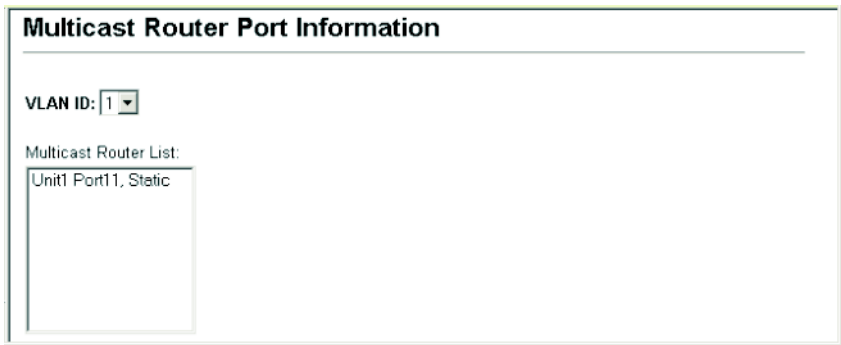 Multicast Router Port Information
VLAN ID: 1
Multicast Router List:
Unit1 Port11, Static